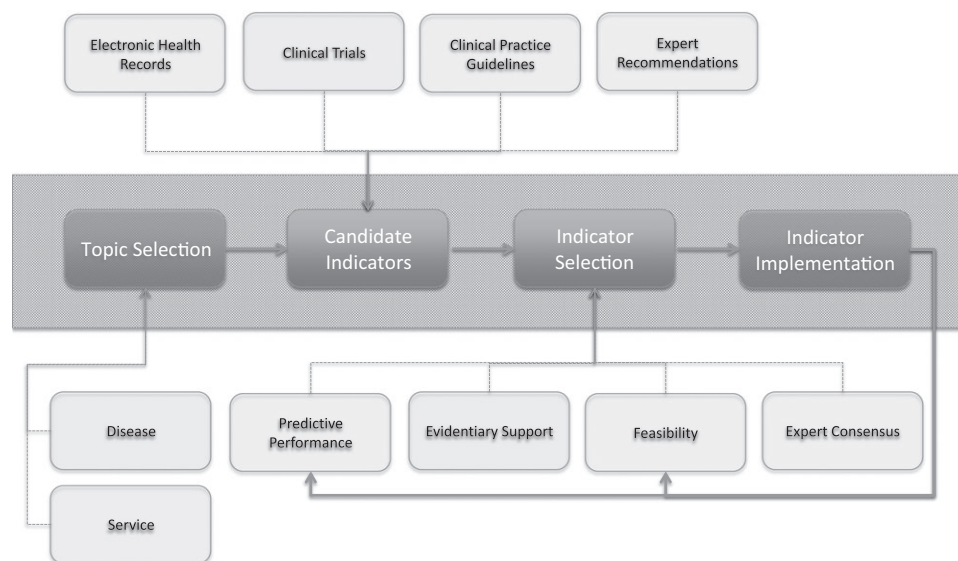 Electronic Health
Records
Clinical Trials
Clinical Practice
Guidelines
Expert
Recommendations
Topic Selection
Candidate
Indicators
Indicator
Selection
Indicator
Implementation
Disease
Service
Predictive
Performance
Evidentiary Support
Feasibility
Expert Consensus